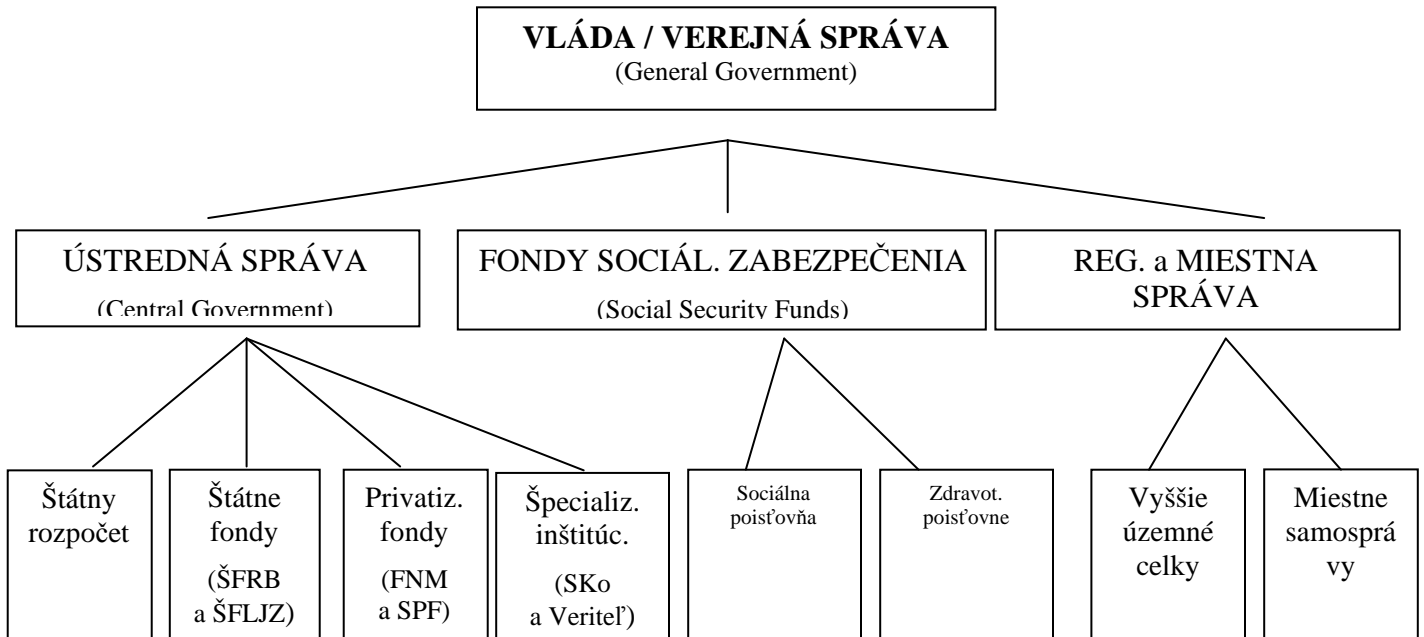 VLÁDA / VEREJNÁ SPRÁVA
(General Government)
ÚSTREDNÁ SPRÁVA
(Central Government)
FONDY SOCIÁL. ZABEZPEČENIA
(Social Security Funds)
REG. a MIESTNA
SPRÁVA
Štátny
rozpočet
Štátne
fondy
(ŠFRB
a ŠFLJZ)
Privatiz.
fondy
(FNM
a SPF)
Špecializ.
inštitúc.
(SKo
a Veriteľ)
Sociálna
poisťovňa
Zdravot.
poisťovne
Vyššie
územné
celky
Miestne
samosprá
vy